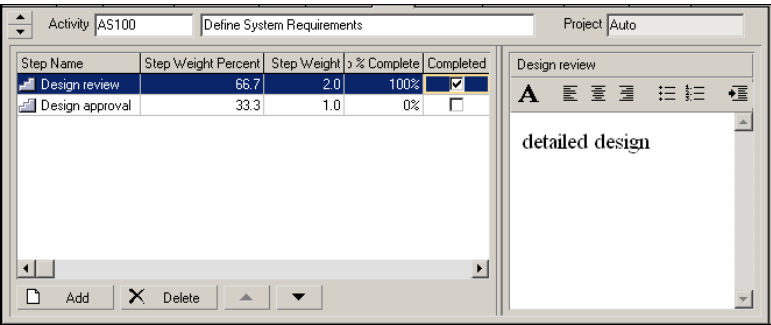 Activity AS100 Define System Requirements Project Auto
Step Name Step Weight Percent Step Weight % Complete Completed
Design review 66.7 2.0 100%
Design approval 33.3 1.0 0%
Design review
A
detailed design
Add Delete